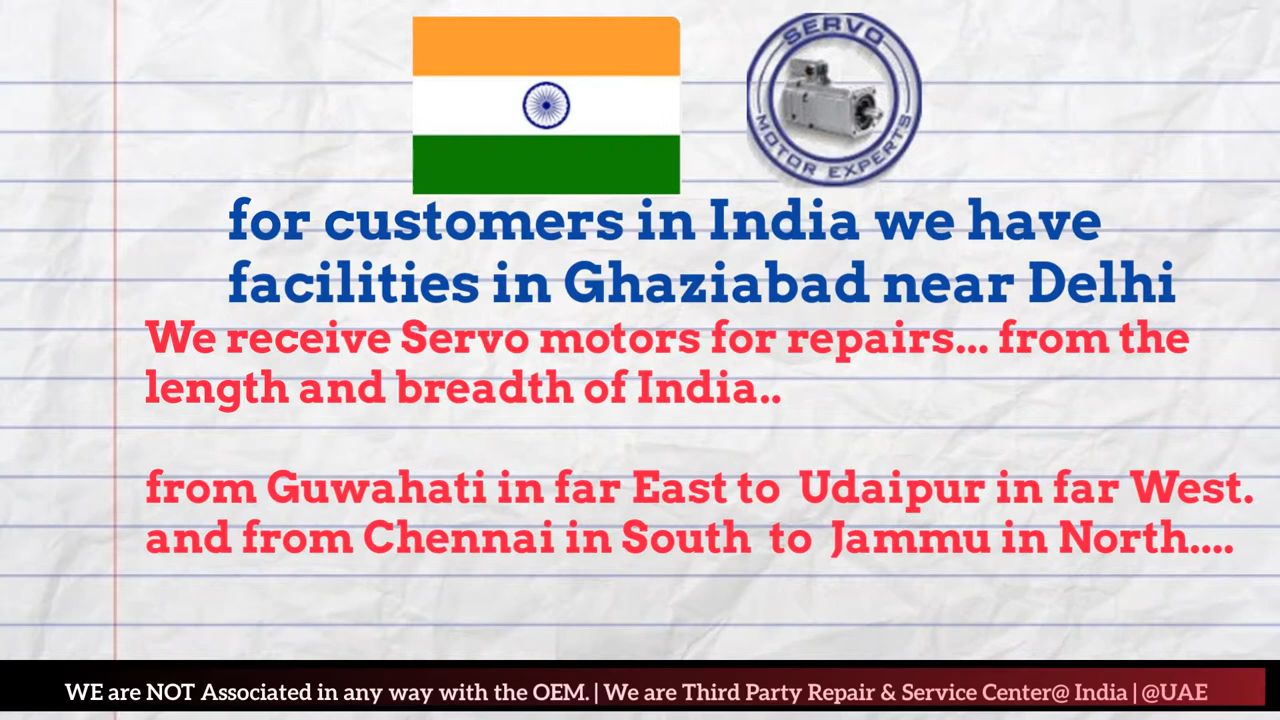 SERVO
MOTOR EXPERTS
for customers in India we have
facilities in Ghaziabad near Delhi
We receive Servo motors for repairs... from the
length and breadth of India..
from Guwahati in far East to Udaipur in far West.
and from Chennai in South to Jammu in North....
WE are NOT Associated in any way with the OEM. | We are Third Party Repair & Service Center@ India | @UAE